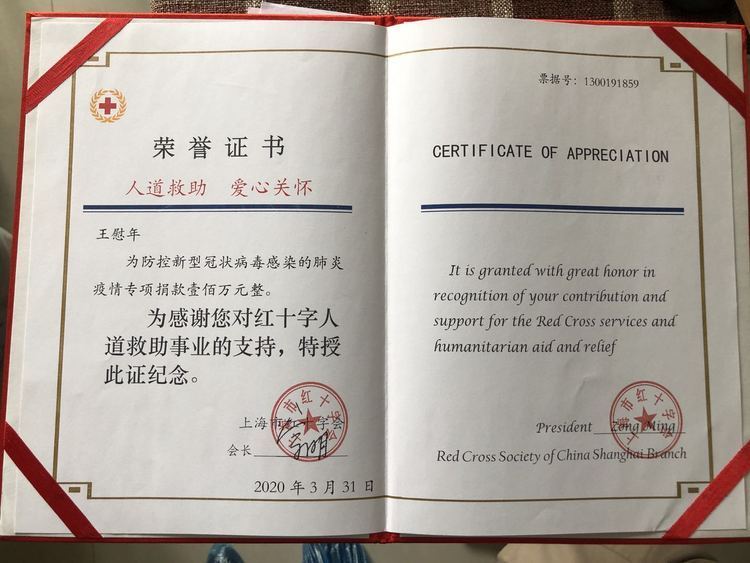 荣誉证书
人道救助 爱心关怀
王慰年
为防控新型冠状病毒感染的肺炎
疫情专项捐款壹佰万元整。
为感谢您对红十字人
道救助事业的支持，特授
此证纪念。
上海市红十字会
会长
2020 年 3 月 31 日
票据号：1300191859
CERTIFICATE OF APPRECIATION
It is granted with great honor in
recognition of your contribution and
support for the Red Cross services and
humanitarian aid and relief
President Zong Ming
Red Cross Society of China Shanghai Branch